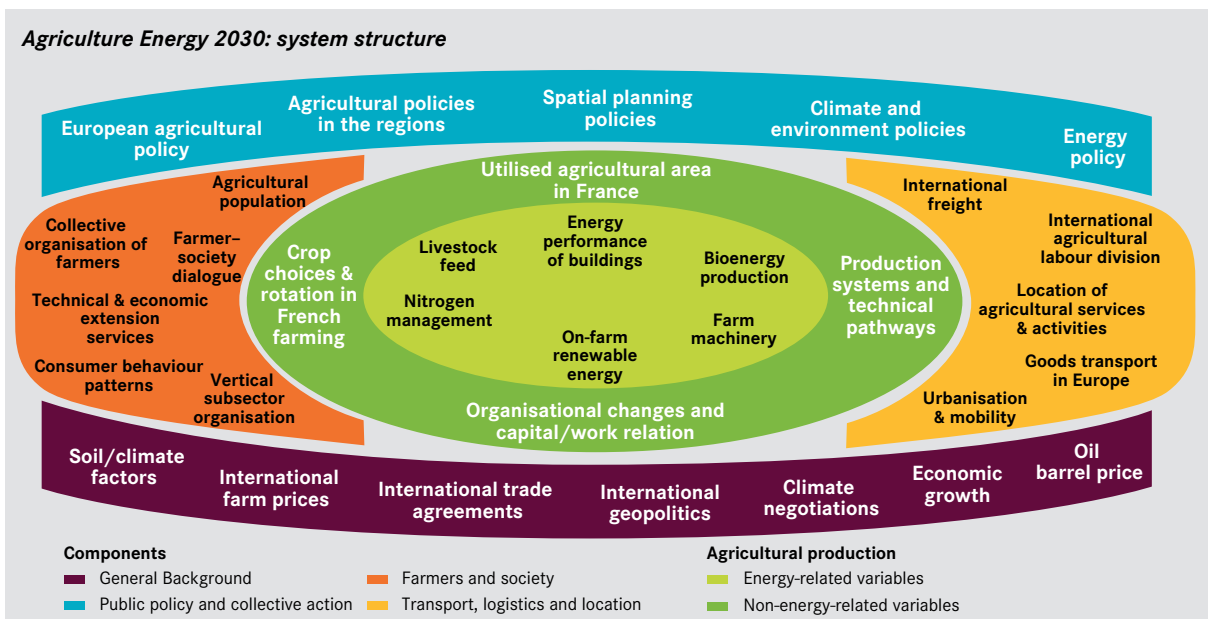 Agriculture Energy 2030: system structure
European agricultural
policy
Agricultural policies
in the regions
Spatial planning
policies
Climate and
environment policies
Energy
policy
Agricultural
population
Collective
organisation of
farmers
Farmer–
society
dialogue
Technical & economic
extension
services
Consumer behaviour
patterns
Vertical
subsector
organisation
Utilised agricultural area
in France
Crop
choices &
rotation in
French
farming
Livestock
feed
Energy
performance
of buildings
Bioenergy
production
Nitrogen
management
On-farm
renewable
energy
Farm
machinery
Production
systems and
technical
pathways
Organisational changes and
capital/work relation
International
freight
International
agricultural
labour division
Location of
agricultural services
& activities
Goods transport
in Europe
Urbanisation
& mobility
Soil/climate
factors
International
farm prices
International trade
agreements
International
geopolitics
Climate
negotiations
Economic
growth
Oil
barrel price
Components
General Background
Public policy and collective action
Farmers and society
Transport, logistics and location
Agricultural production
Energy-related variables
Non-energy-related variables